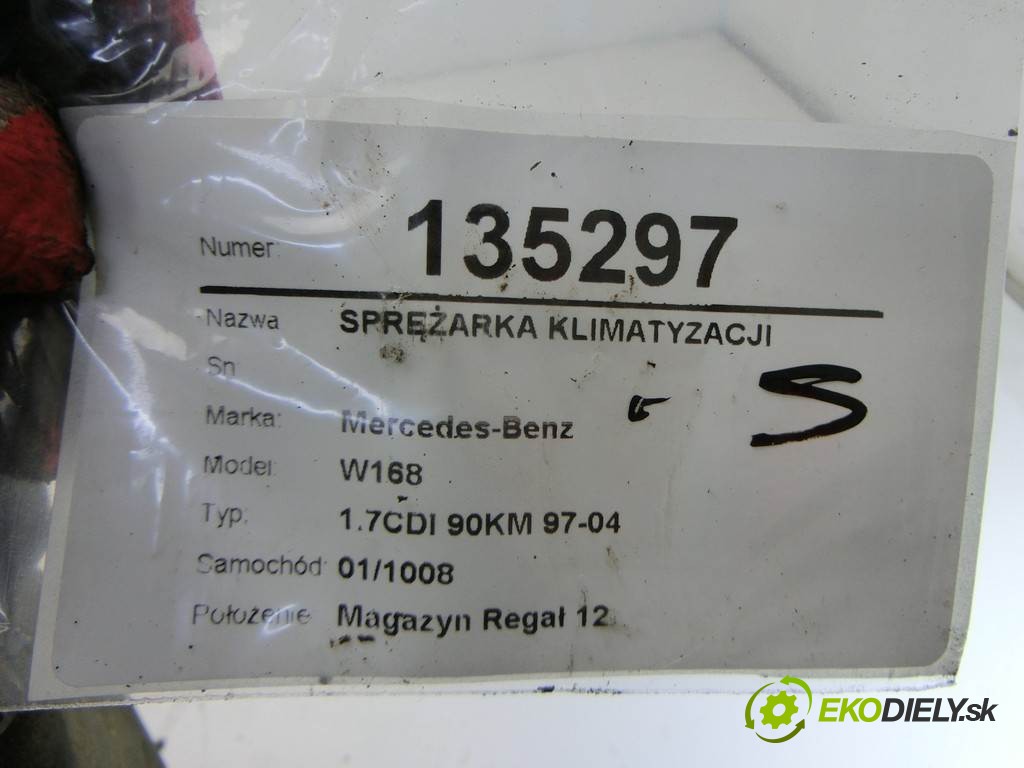 Numer: 135297
Nazwa SPRĘŻARKA KLIMATYZACJI
Sn
Marka: Mercedes-Benz
S
Model: W168
Typ: 1.7CDI 90KM 97-04
Samochód: 01/1008
Położenie Magazyn Regał 12
EKODIELY.sk